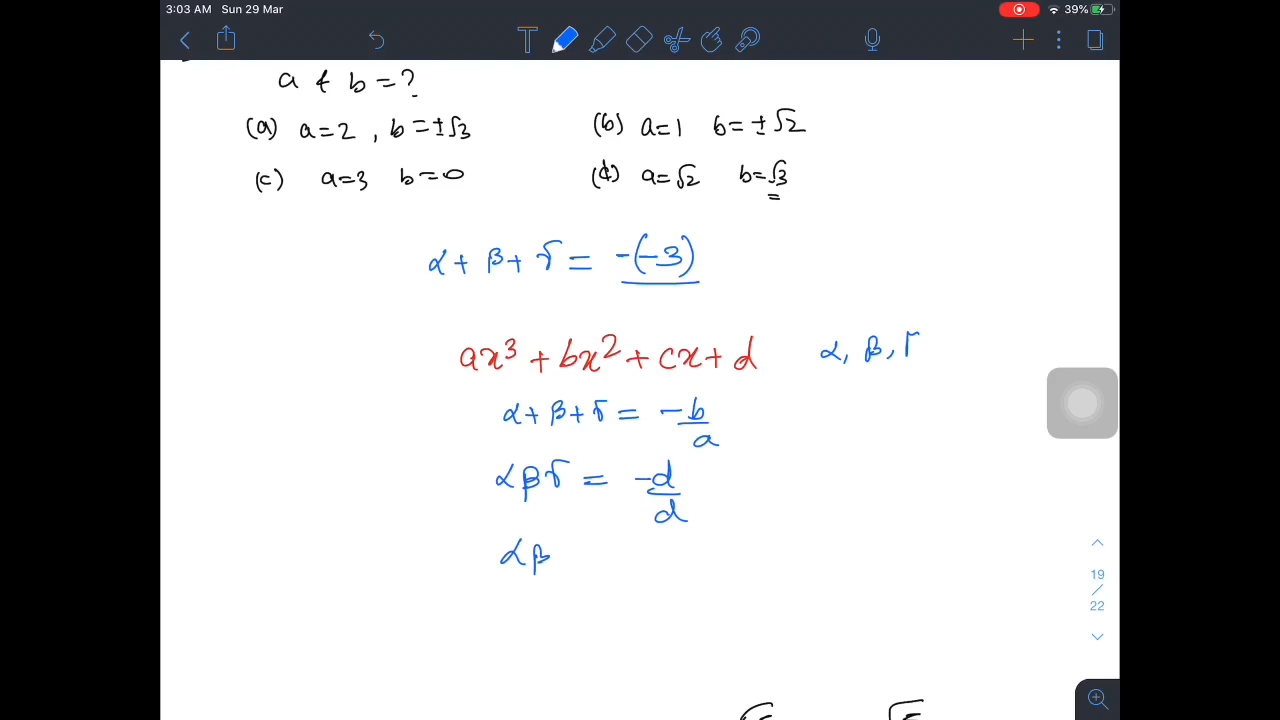 3:03 AM Sun 29 Mar 39%
a & b = ?
(a) a=2, b=±√3 (b) a=1 b=±√2
(c) a=3 b=0 (d) a=√2 b=√3
α+β+γ = -(-3)
ax³+bx²+cx+d α, β, Γ
α+β+γ = -b/a
αβγ = -d/d
αβ
19
/
22